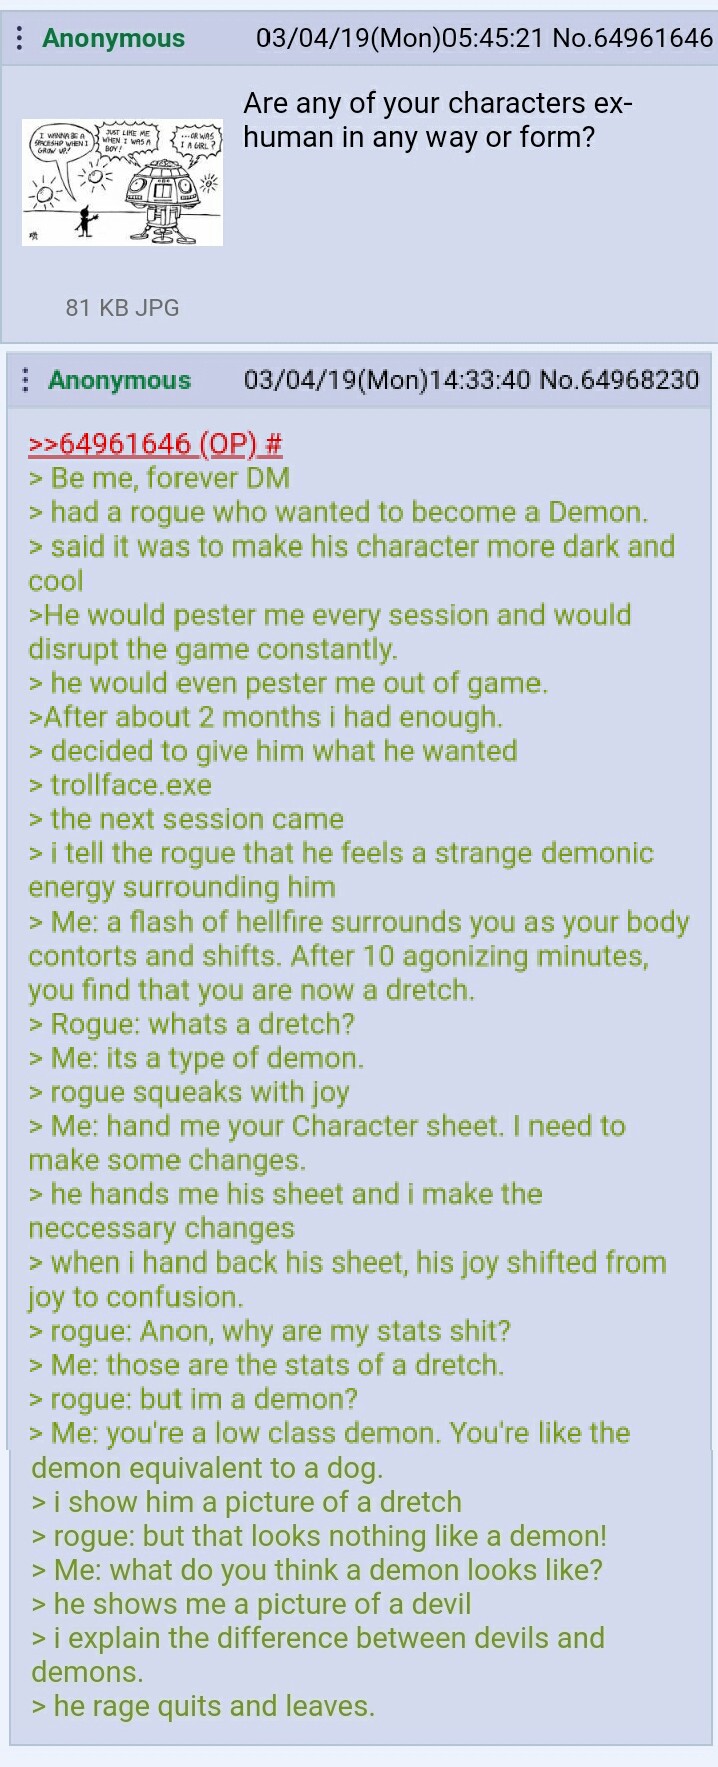 Anonymous 03/04/19(Mon)05:45:21 No.64961646
Are any of your characters ex-
human in any way or form?
I WANNA BE A
SPACESHIP WHEN I
GROW UP!
JUST LIKE ME
WHEN I WAS A
BOY!
...OR WAS
I A GIRL?
81 KB JPG
Anonymous 03/04/19(Mon)14:33:40 No.64968230
>>64961646 (OP) #
> Be me, forever DM
> had a rogue who wanted to become a Demon.
> said it was to make his character more dark and
cool
>He would pester me every session and would
disrupt the game constantly.
> he would even pester me out of game.
>After about 2 months i had enough.
> decided to give him what he wanted
> trollface.exe
> the next session came
> i tell the rogue that he feels a strange demonic
energy surrounding him
> Me: a flash of hellfire surrounds you as your body
contorts and shifts. After 10 agonizing minutes,
you find that you are now a dretch.
> Rogue: whats a dretch?
> Me: its a type of demon.
> rogue squeaks with joy
> Me: hand me your Character sheet. I need to
make some changes.
> he hands me his sheet and i make the
neccessary changes
> when i hand back his sheet, his joy shifted from
joy to confusion.
> rogue: Anon, why are my stats shit?
> Me: those are the stats of a dretch.
> rogue: but im a demon?
> Me: you're a low class demon. You're like the
demon equivalent to a dog.
> i show him a picture of a dretch
> rogue: but that looks nothing like a demon!
> Me: what do you think a demon looks like?
> he shows me a picture of a devil
> i explain the difference between devils and
demons.
> he rage quits and leaves.